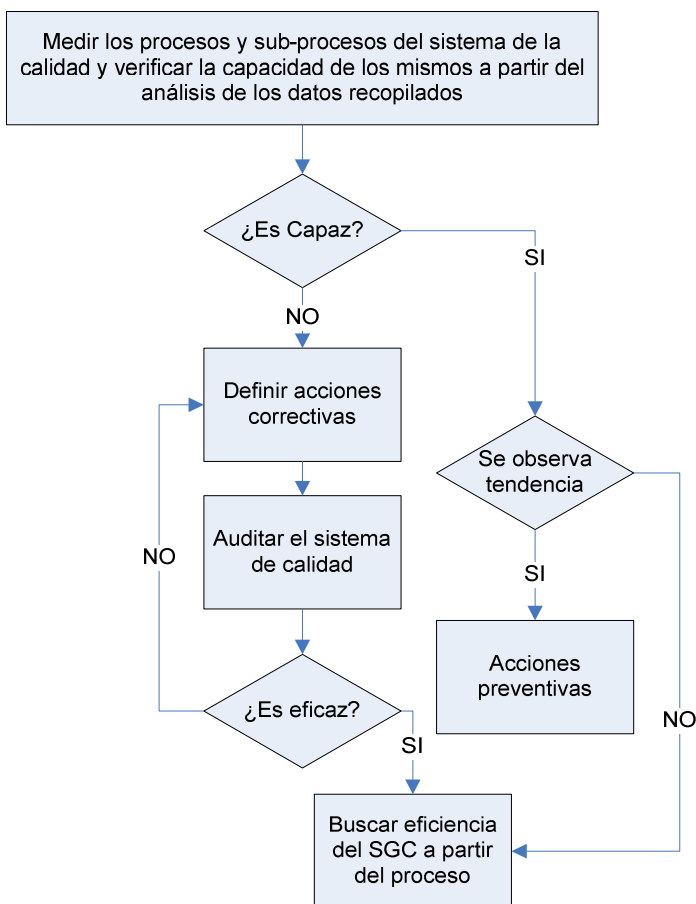 Medir los procesos y sub-procesos del sistema de la
calidad y verificar la capacidad de los mismos a partir del
análisis de los datos recopilados
¿Es Capaz?
SI
NO
Definir acciones
correctivas
Se observa
tendencia
Auditar el sistema
de calidad
NO
SI
Acciones
preventivas
¿Es eficaz?
NO
SI
Buscar eficiencia
del SGC a partir
del proceso